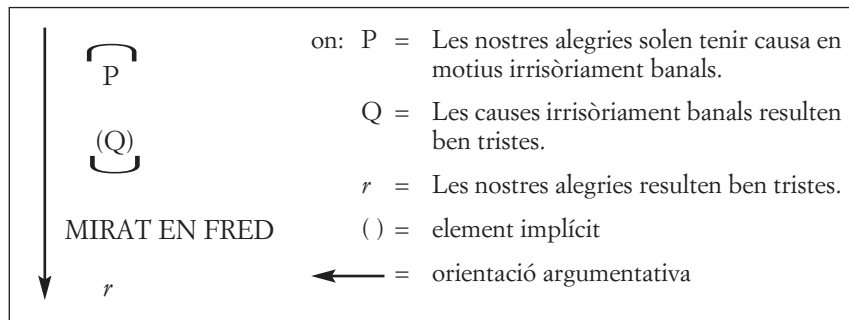 P
(Q)
MIRAT EN FRED
r
on: P = Les nostres alegries solen tenir causa en
motius irrisòriament banals.
Q = Les causes irrisòriament banals resulten
ben tristes.
r = Les nostres alegries resulten ben tristes.
( ) = element implícit
= orientació argumentativa